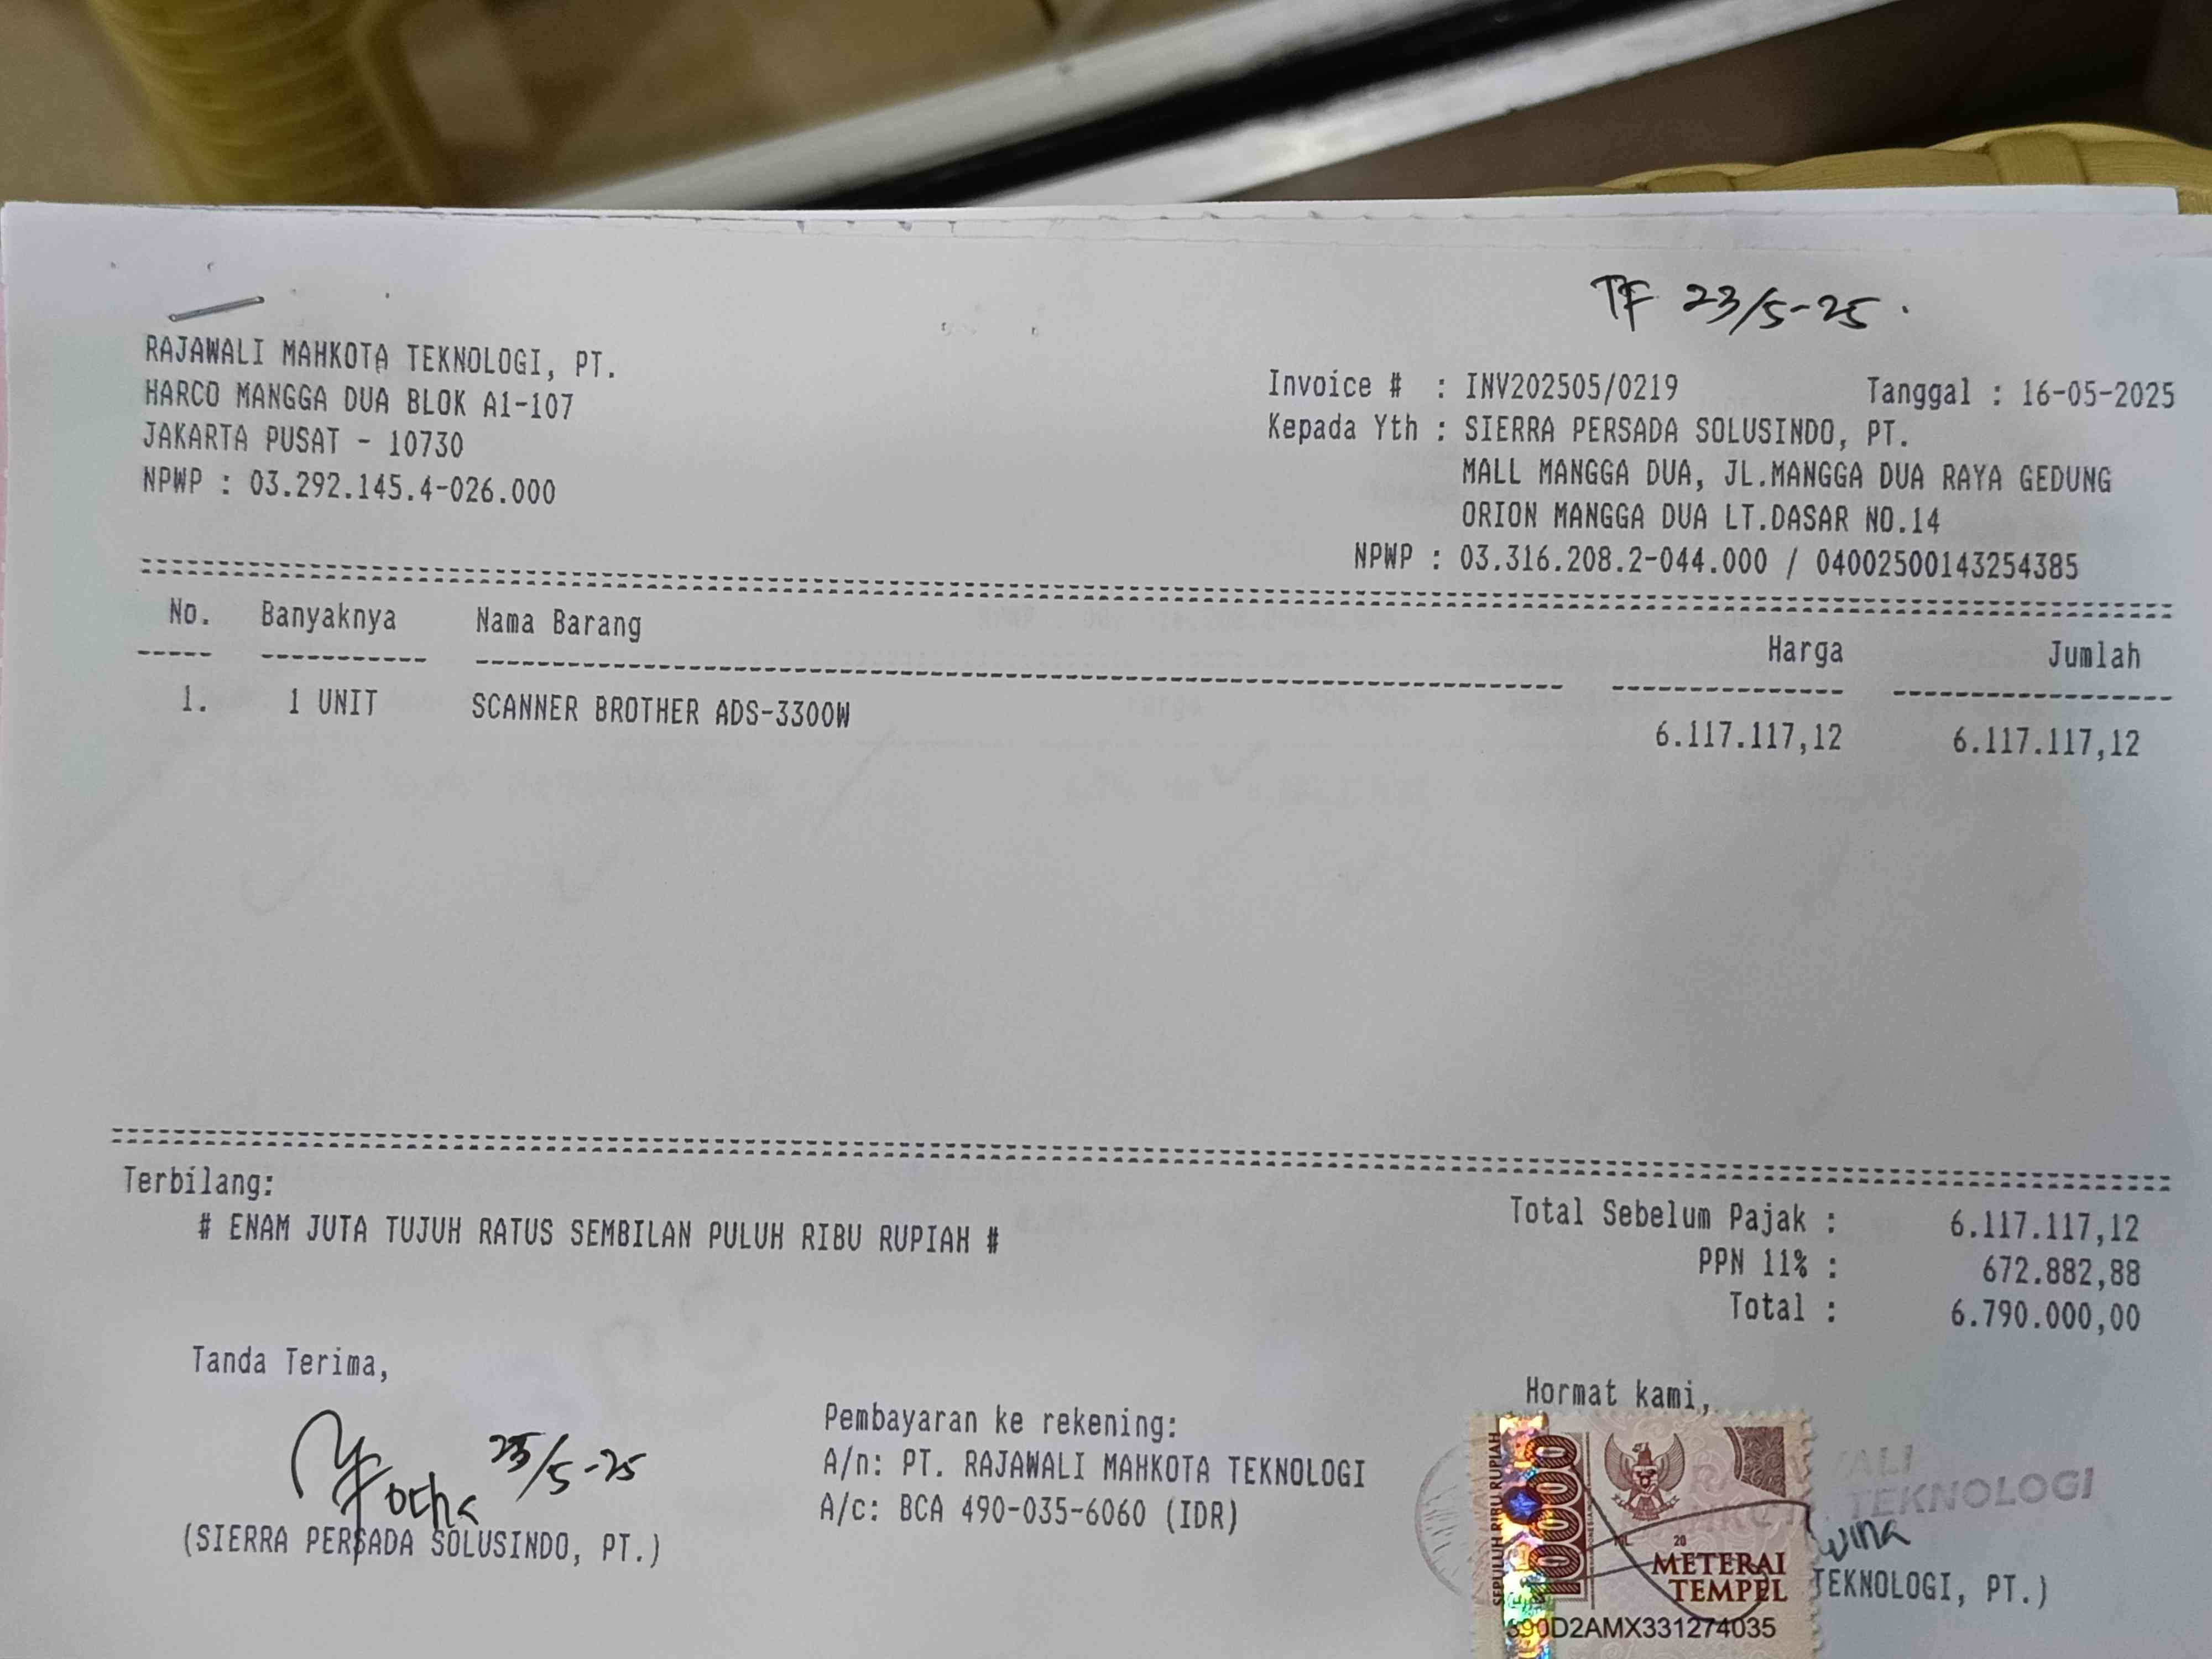 TF 23/5-25.
RAJAWALI MAHKOTA TEKNOLOGI, PT.
HARCO MANGGA DUA BLOK A1-107
JAKARTA PUSAT - 10730
NPWP : 03.292.145.4-026.000
Invoice # : INV202505/0219 Tanggal : 16-05-2025
Kepada Yth : SIERRA PERSADA SOLUSINDO, PT.
MALL MANGGA DUA, JL.MANGGA DUA RAYA GEDUNG
ORION MANGGA DUA LT.DASAR NO.14
NPWP : 03.316.208.2-044.000 / 04002500143254385
No. Banyaknya Nama Barang Harga Jumlah
1. 1 UNIT SCANNER BROTHER ADS-3300W 6.117.117,12 6.117.117,12
Terbilang:
# ENAM JUTA TUJUH RATUS SEMBILAN PULUH RIBU RUPIAH #
Total Sebelum Pajak : 6.117.117,12
PPN 11% : 672.882,88
Total : 6.790.000,00
Tanda Terima,
23/5-25
(SIERRA PERSADA SOLUSINDO, PT.)
Pembayaran ke rekening:
A/n: PT. RAJAWALI MAHKOTA TEKNOLOGI
A/c: BCA 490-035-6060 (IDR)
Hormat kami,
SEPULUH RIBU RUPIAH
10000
METERAI
TEMPEL
390D2AMX331274035
TEKNOLOGI
TEKNOLOGI, PT.)